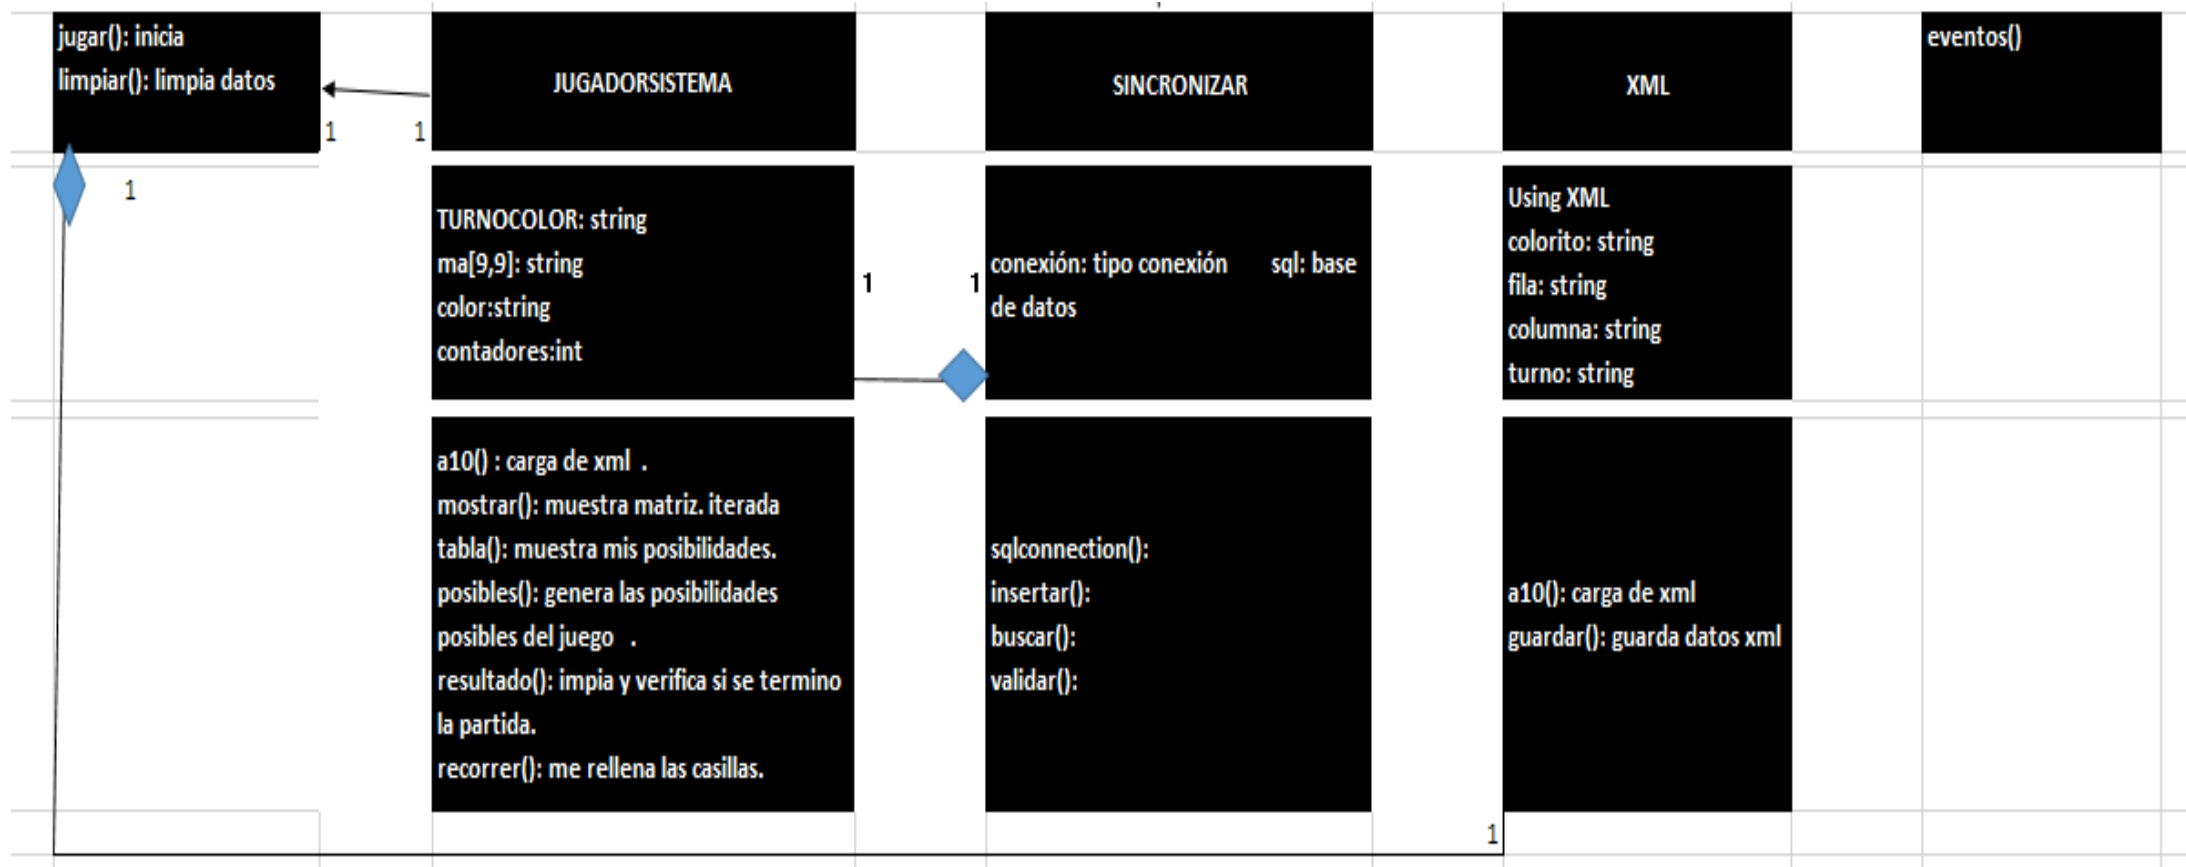 jugar(): inicia
limpiar(): limpia datos
1
1
1
JUGADORSISTEMA
TURNOCOLOR: string
ma[9,9]: string
color:string
contadores:int
a10() : carga de xml .
mostrar(): muestra matriz. iterada
tabla(): muestra mis posibilidades.
posibles(): genera las posibilidades
posibles del juego .
resultado(): impia y verifica si se termino
la partida.
recorrer(): me rellena las casillas.
1
1
SINCRONIZAR
conexión: tipo conexión sql: base
de datos
sqlconnection():
insertar():
buscar():
validar():
XML
Using XML
colorito: string
fila: string
columna: string
turno: string
a10(): carga de xml
guardar(): guarda datos xml
1
eventos()